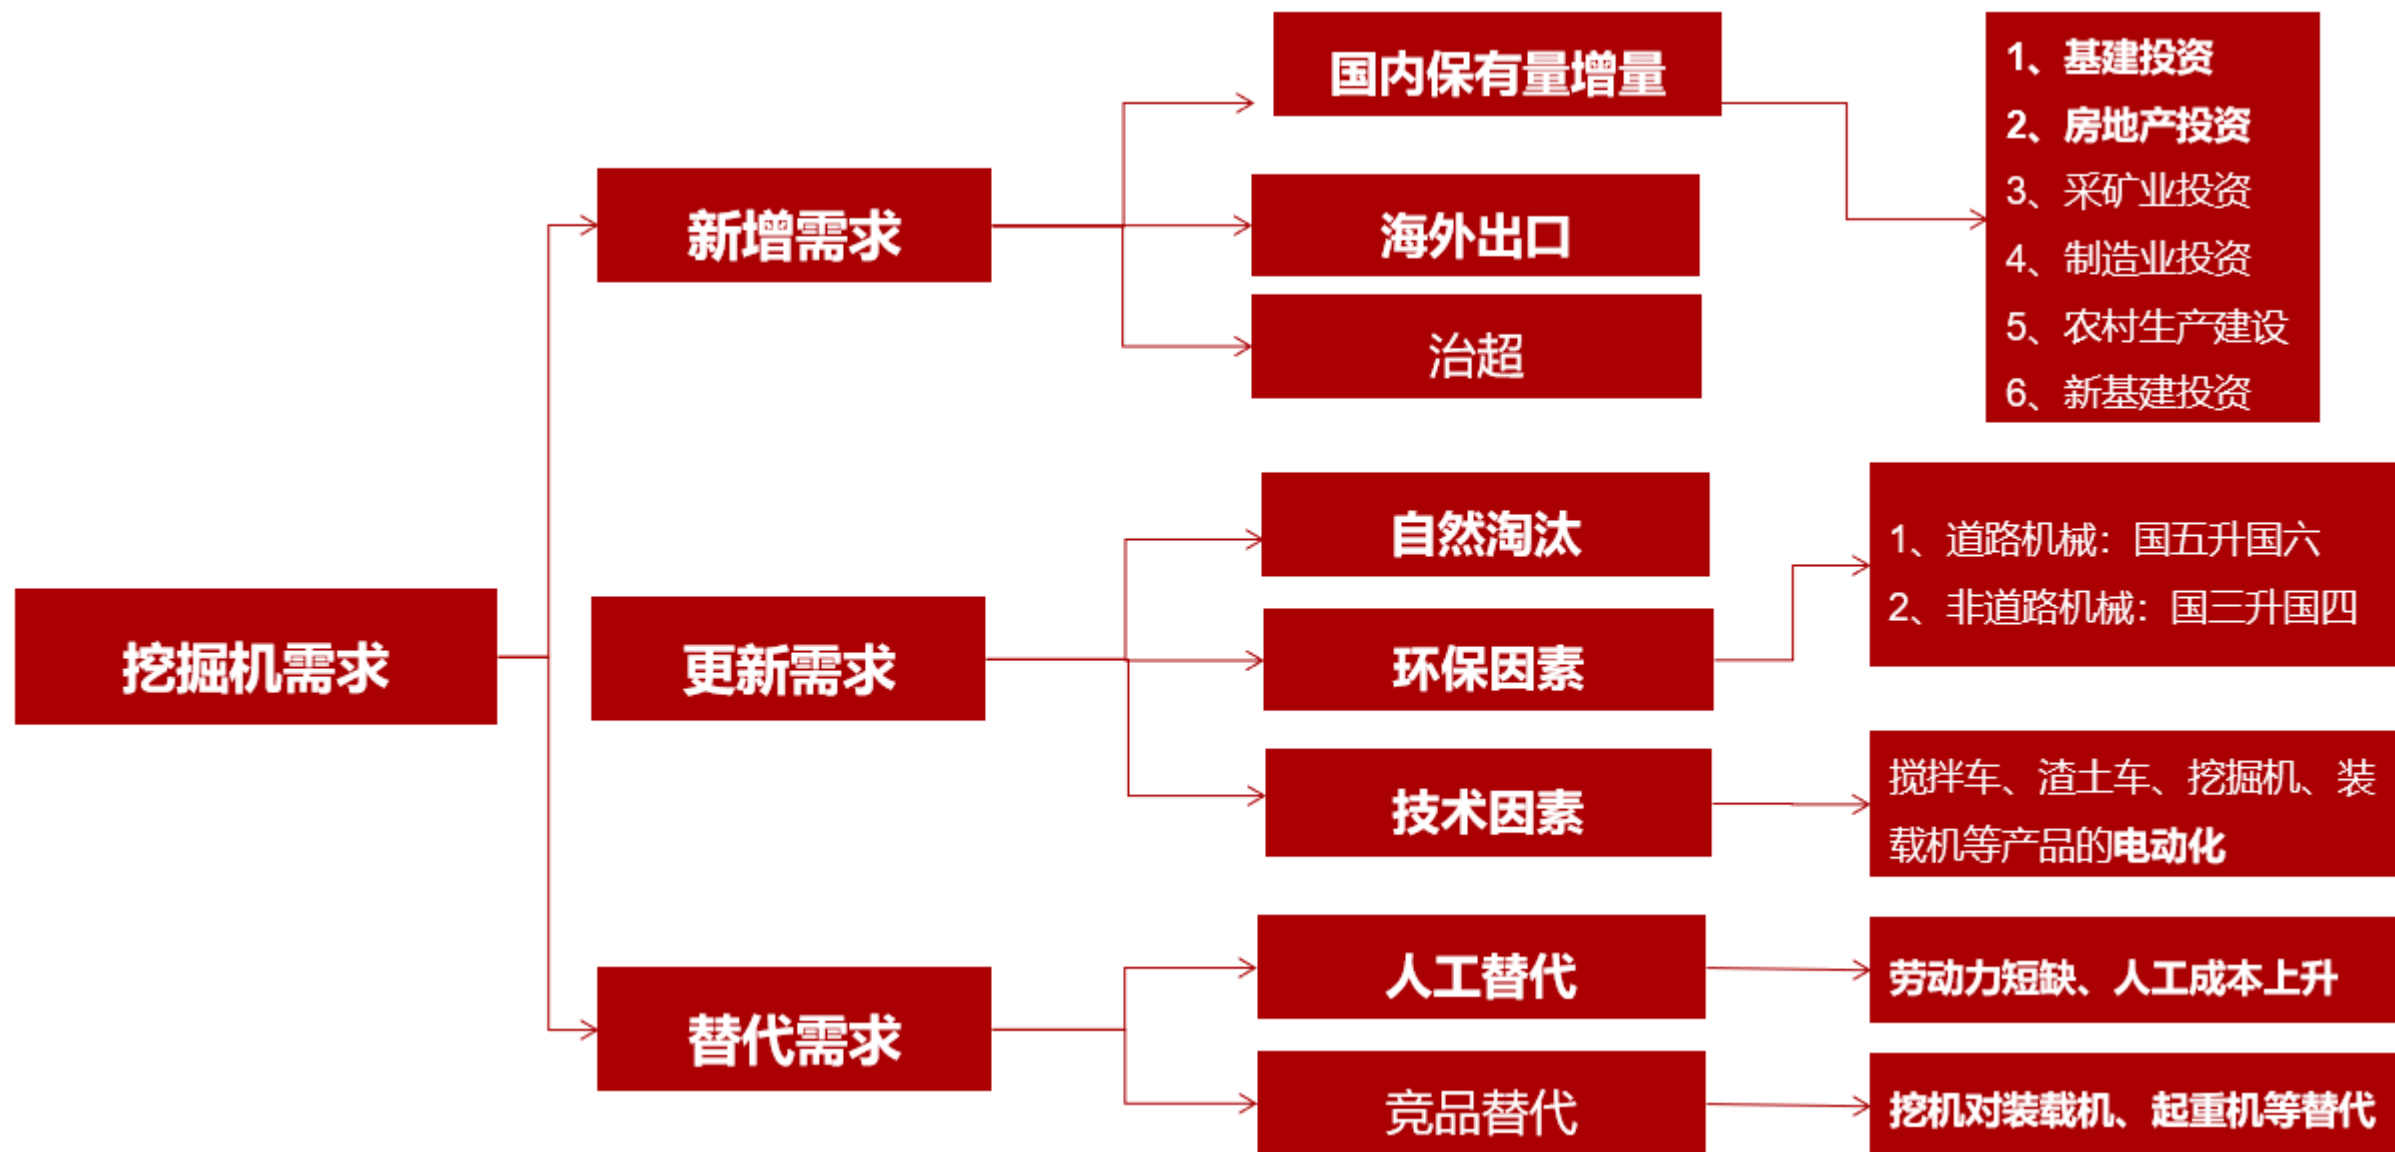 国内保有量增量
1、基建投资
2、房地产投资
3、采矿业投资
4、制造业投资
5、农村生产建设
6、新基建投资
新增需求
海外出口
治超
自然淘汰
1、道路机械：国五升国六
2、非道路机械：国三升国四
挖掘机需求
更新需求
环保因素
技术因素
搅拌车、渣土车、挖掘机、装
载机等产品的电动化
人工替代
劳动力短缺、人工成本上升
替代需求
竞品替代
挖机对装载机、起重机等替代